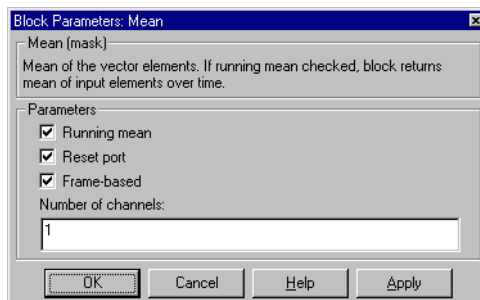 Block Parameters: Mean
Mean (mask)
Mean of the vector elements. If running mean checked, block returns
mean of input elements over time.
Parameters
Running mean
Reset port
Frame-based
Number of channels:
1
OK Cancel Help Apply